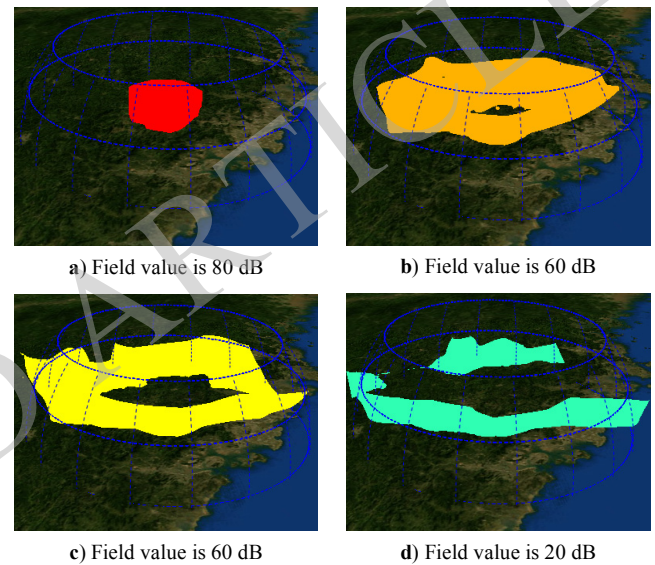 a) Field value is 80 dB
b) Field value is 60 dB
c) Field value is 60 dB
d) Field value is 20 dB
D ARTICLE